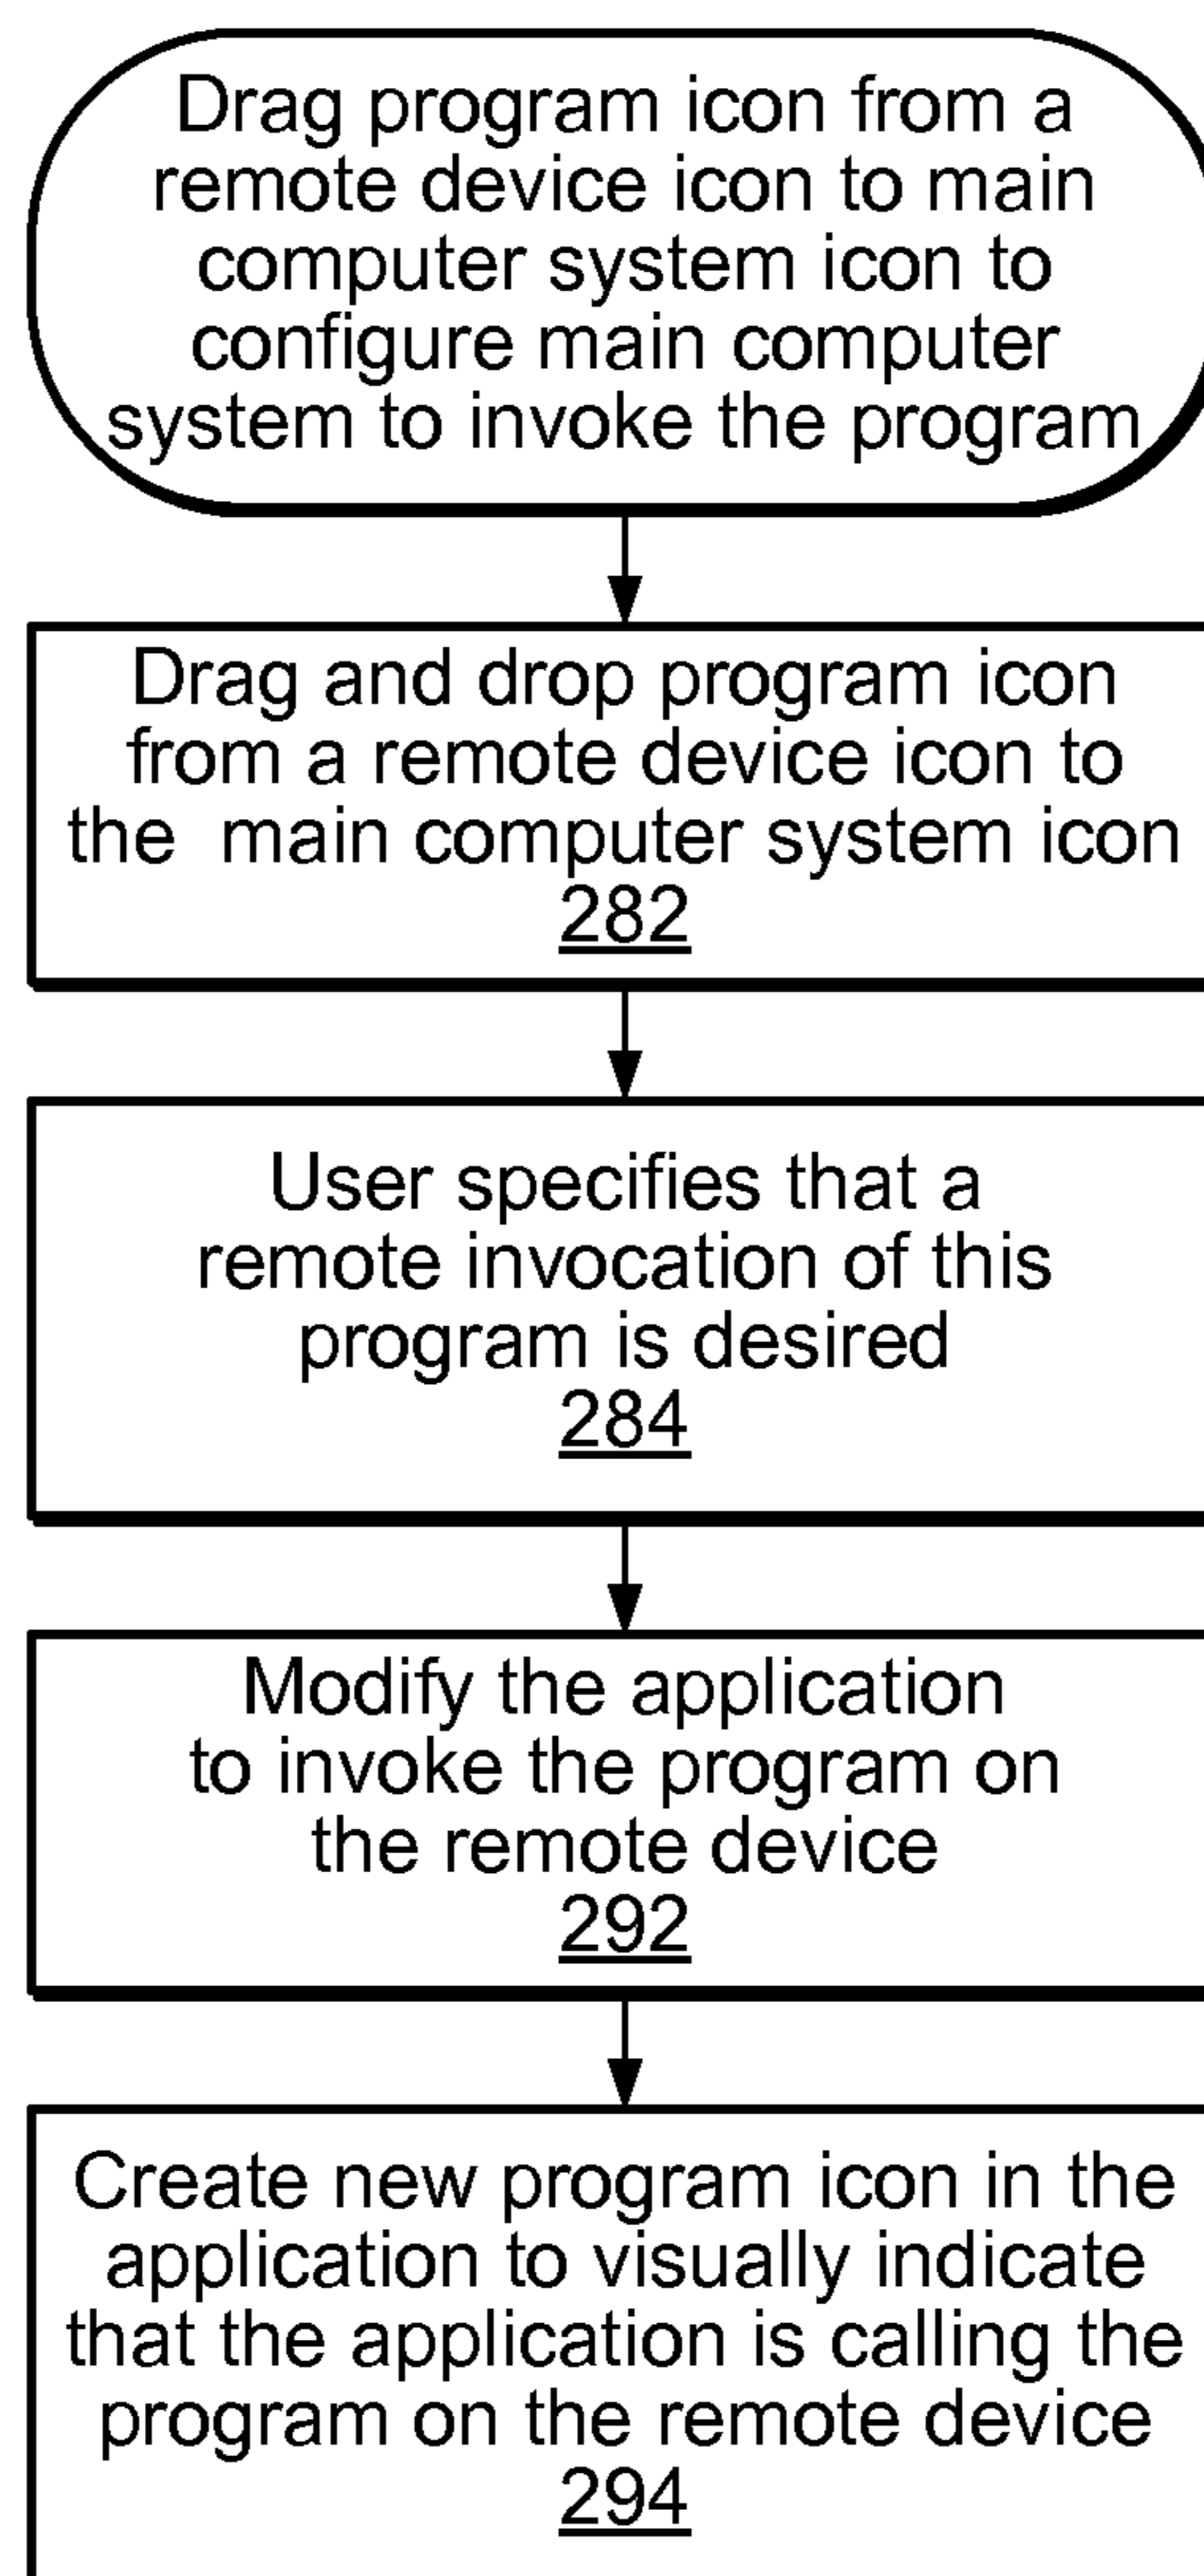 Drag program icon from a
remote device icon to main
computer system icon to
configure main computer
system to invoke the program
Drag and drop program icon
from a remote device icon to
the main computer system icon
282
User specifies that a
remote invocation of this
program is desired
284
Modify the application
to invoke the program on
the remote device
292
Create new program icon in the
application to visually indicate
that the application is calling the
program on the remote device
294